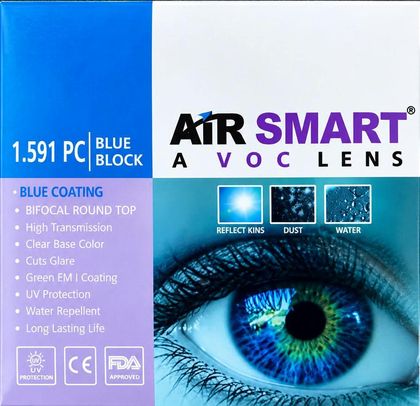 AIR SMART®
A VOC LENS
1.591 PC | BLUE BLOCK
• BLUE COATING
• BIFOCAL ROUND TOP
• High Transmission
• Clear Base Color
• Cuts Glare
• Green EM I Coating
• UV Protection
• Water Repellent
• Long Lasting Life
REFLECT KINS
DUST
WATER
UV
UV
PROTECTION
CE
FDA
APPROVED